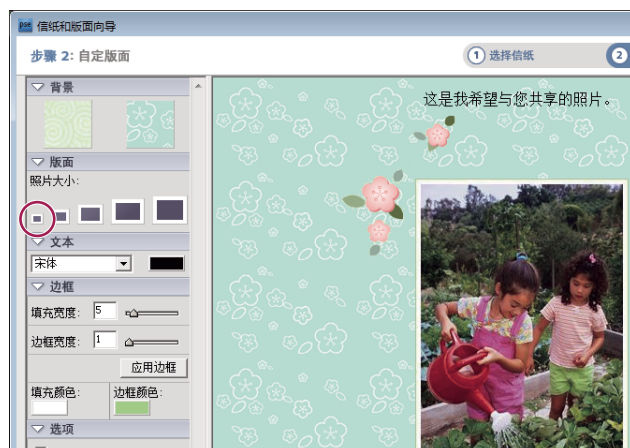 pse 信纸和版面向导
步骤 2: 自定版面
1 选择信纸 2
背景
这是我希望与您共享的照片。
版面
照片大小:
文本
宋体
边框
填充宽度: 5
边框宽度: 1
应用边框
填充颜色: 边框颜色:
选项